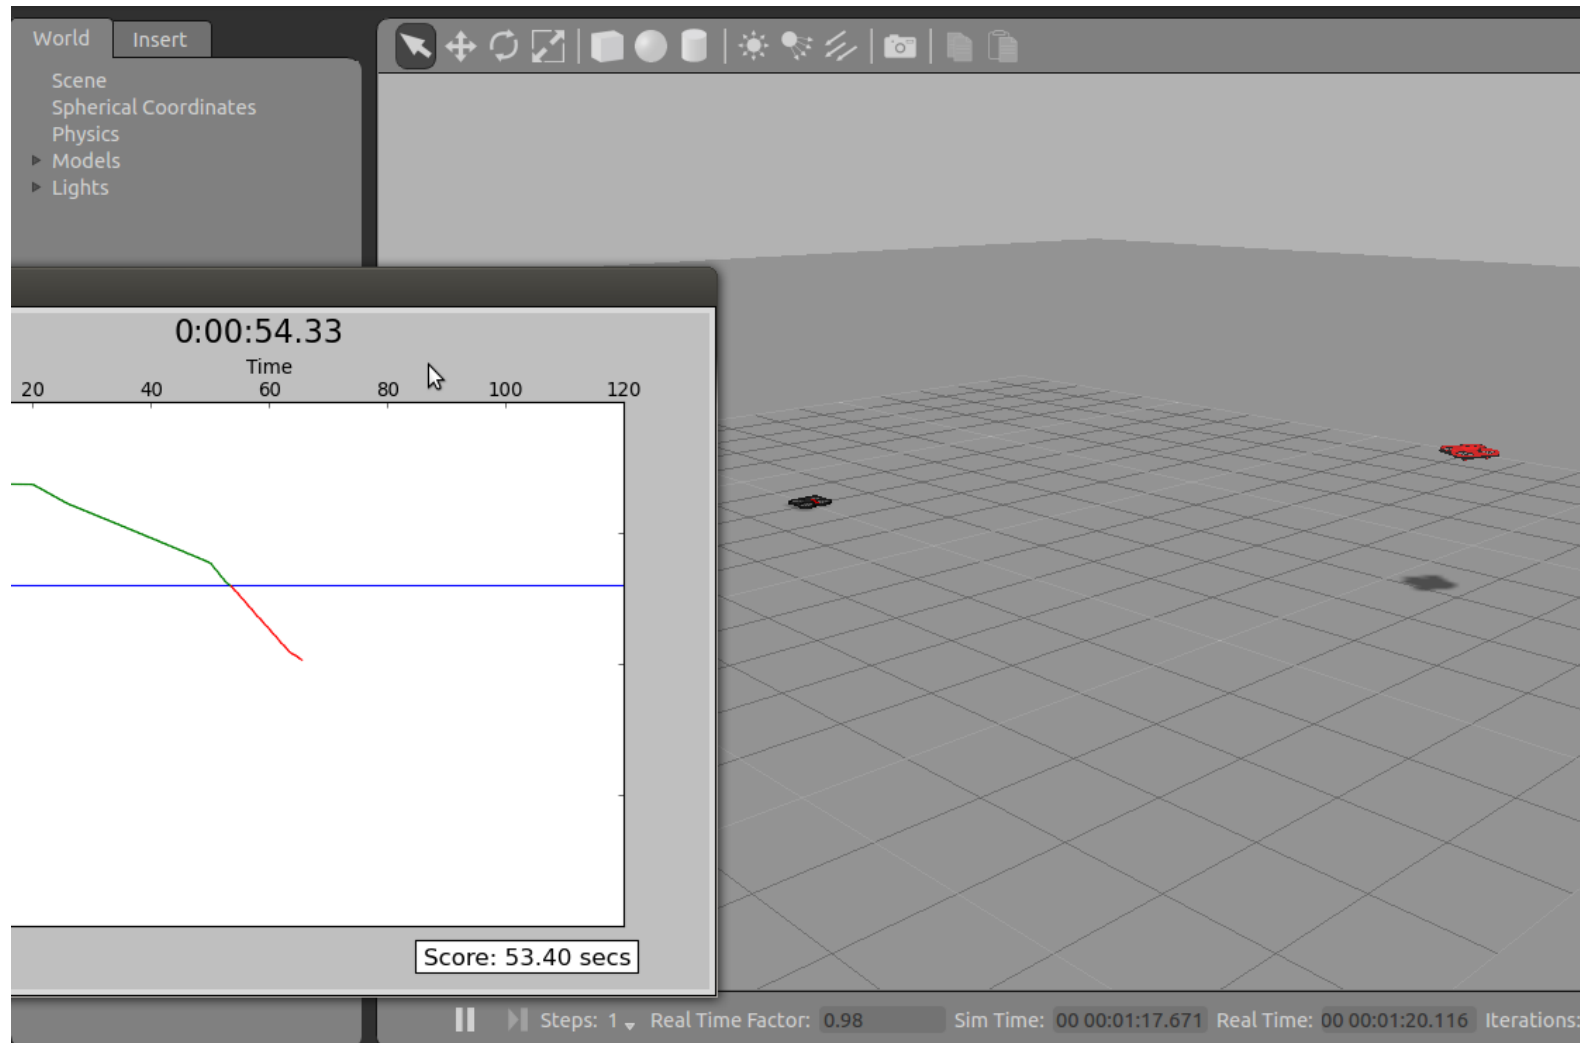 World Insert
Scene
Spherical Coordinates
Physics
Models
Lights
0:00:54.33
Time
20 40 60 80 100 120
Score: 53.40 secs
Steps: 1 Real Time Factor: 0.98 Sim Time: 00 00:01:17.671 Real Time: 00 00:01:20.116 Iterations: